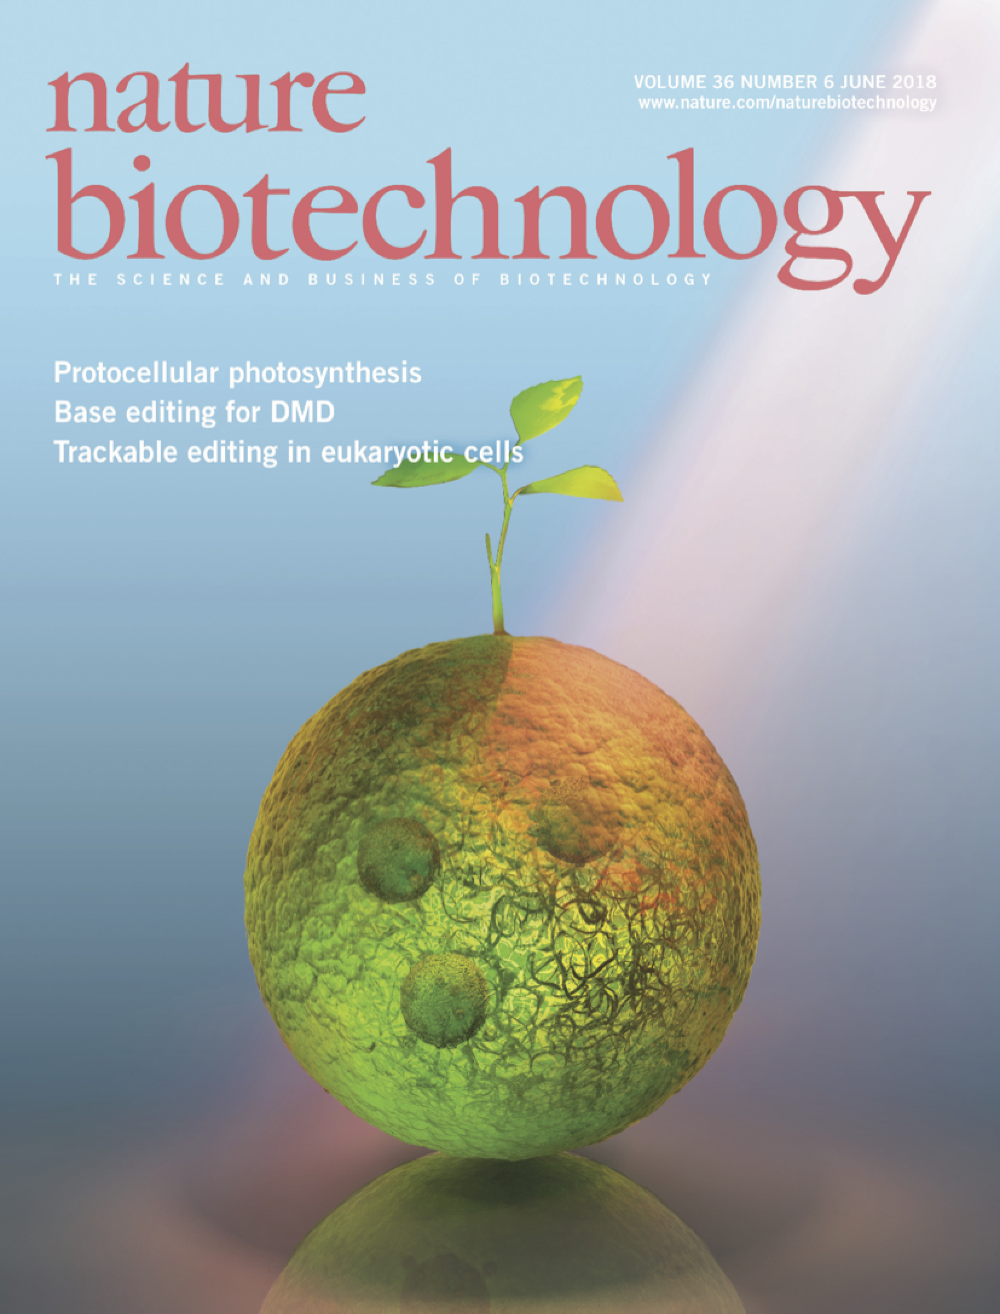 nature
VOLUME 36 NUMBER 6 JUNE 2018
www.nature.com/naturebiotechnology
biotechnology
THE SCIENCE AND BUSINESS OF BIOTECHNOLOGY
Protocellular photosynthesis
Base editing for DMD
Trackable editing in eukaryotic cells